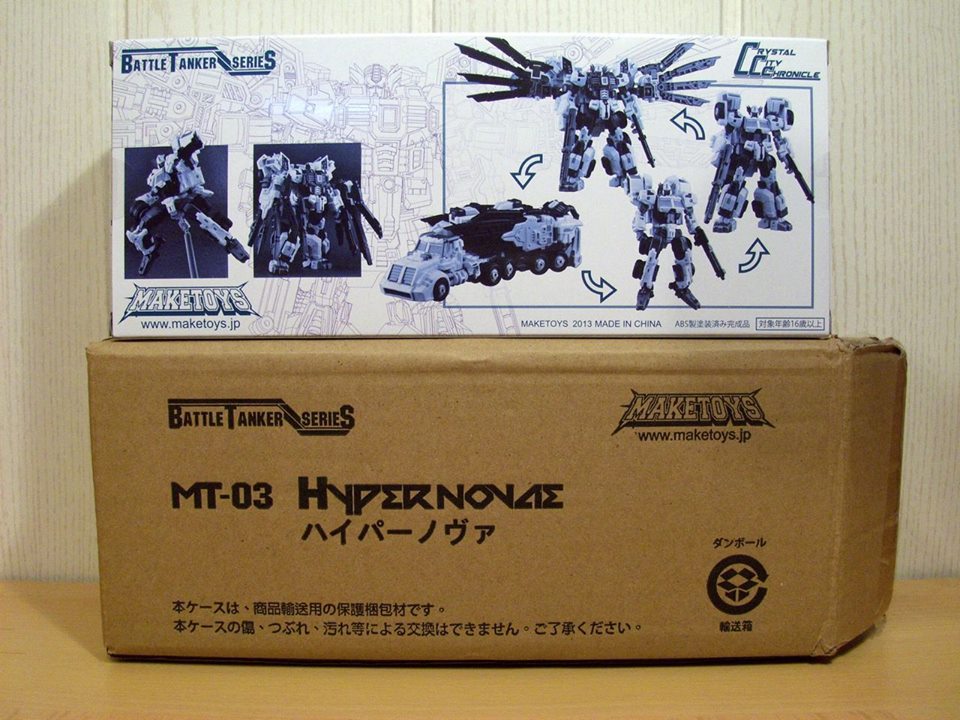 BATTLE TANKER SERIES
CRYSTAL
CITY
CHRONICLE
MAKETOYS
www.maketoys.jp
MAKETOYS 2013 MADE IN CHINA ABS製塗装済み完成品 対象年齢16歳以上
BATTLE TANKER SERIES
MAKETOYS
www.maketoys.jp
MT-03 HYPERNOVAE
ハイパーノヴァ
ダンボール
輸送箱
本ケースは、商品輸送用の保護梱包材です。
本ケースの傷、つぶれ、汚れ等による交換はできません。ご了承ください。